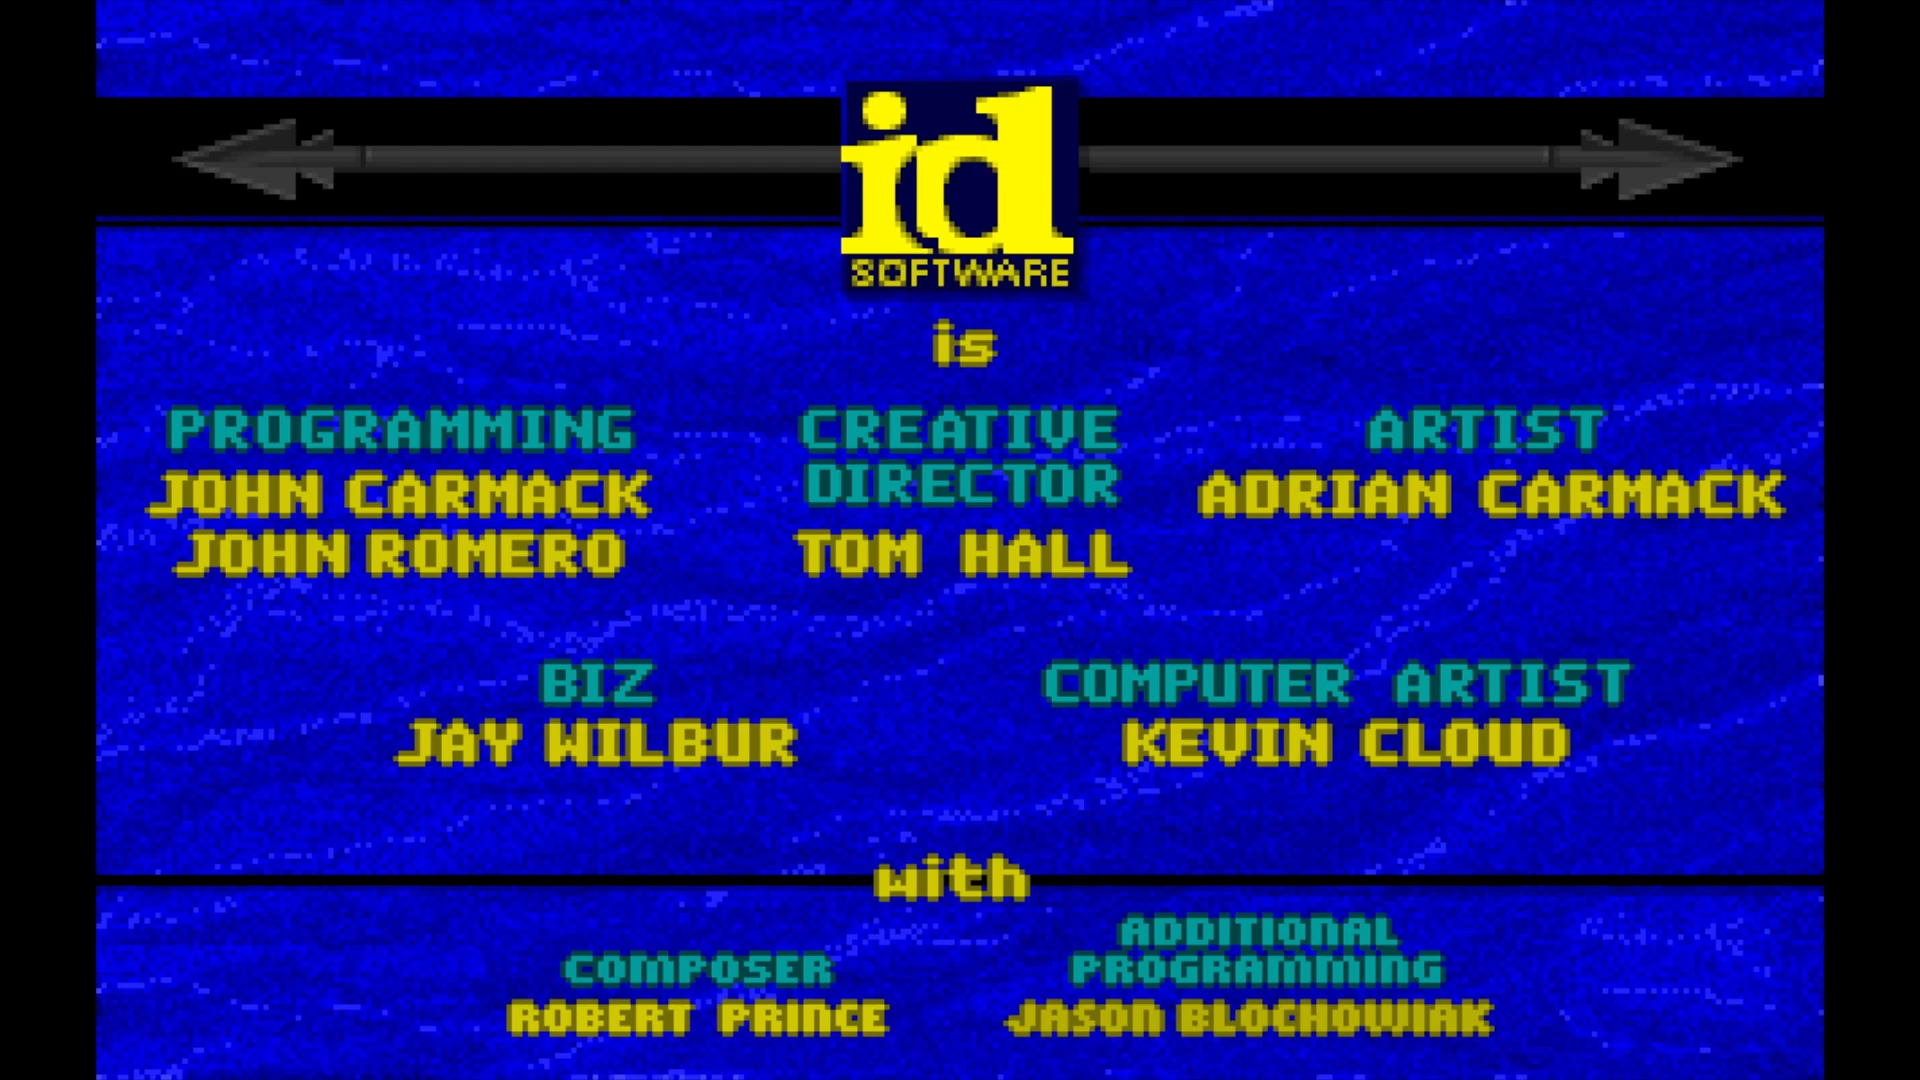 id
SOFTWARE
is
PROGRAMMING
JOHN CARMACK
JOHN ROMERO
CREATIVE
DIRECTOR
TOM HALL
ARTIST
ADRIAN CARMACK
BIZ
JAY WILBUR
COMPUTER ARTIST
KEVIN CLOUD
with
COMPOSER
ROBERT PRINCE
ADDITIONAL
PROGRAMMING
JASON BLOCHOWIAK